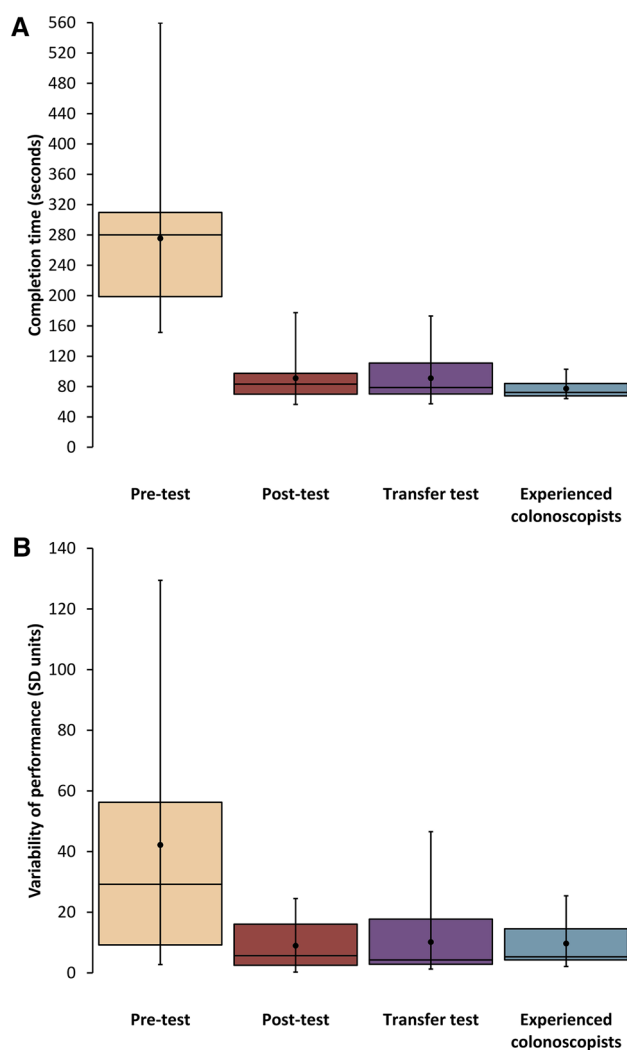 A
Completion time (seconds)
560
520
480
440
400
360
320
280
240
200
160
120
80
40
0
Pre-test
Post-test
Transfer test
Experienced
colonoscopists
B
Variability of performance (SD units)
140
120
100
80
60
40
20
0
Pre-test
Post-test
Transfer test
Experienced
colonoscopists